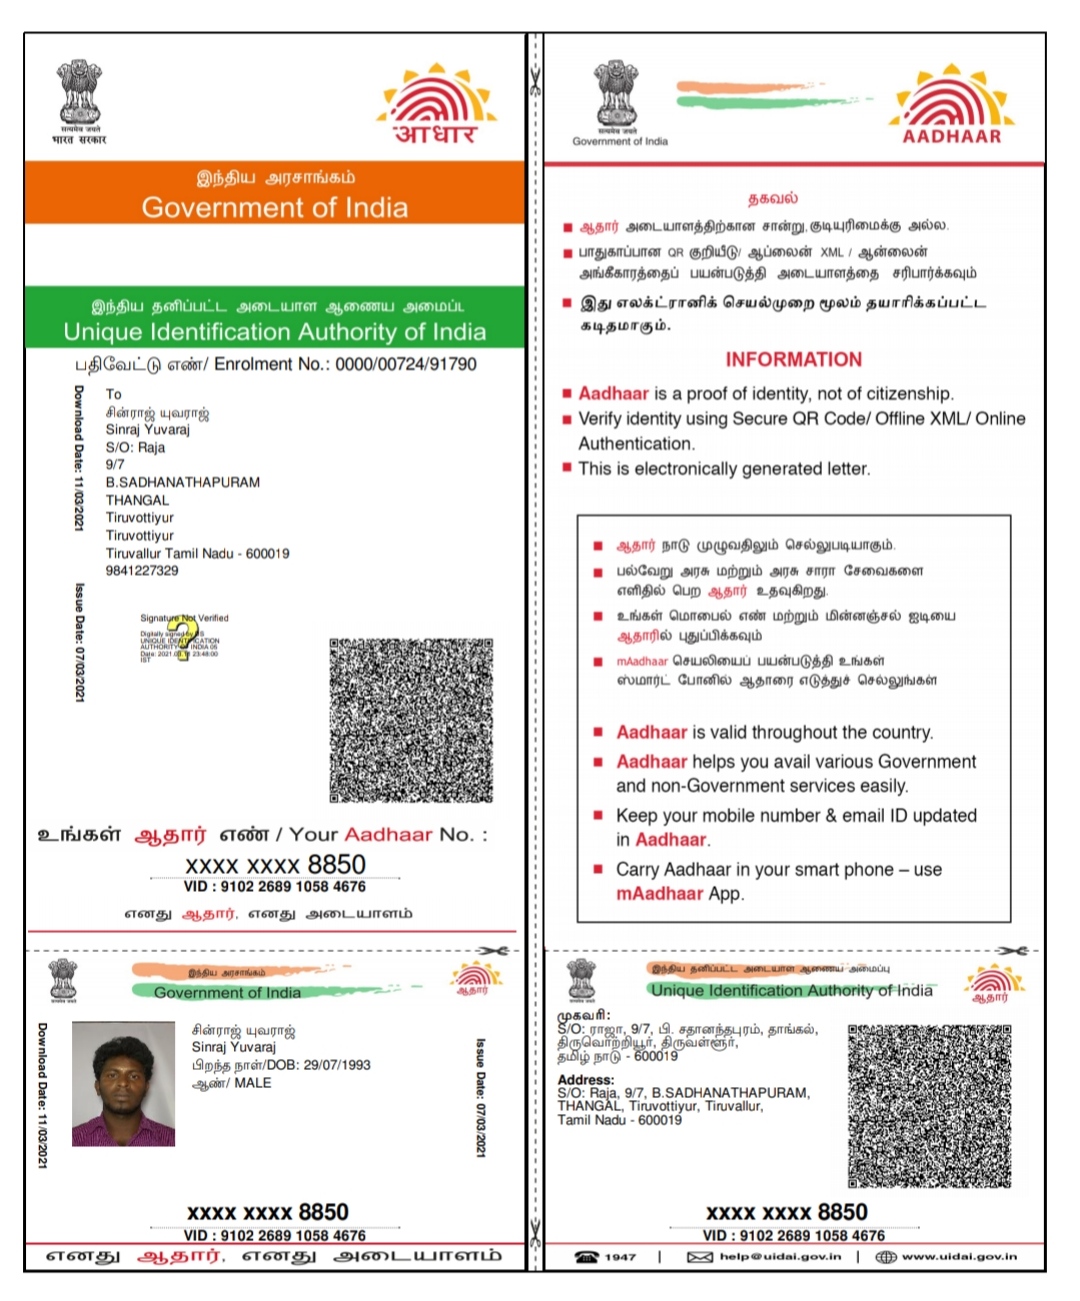 सत्यमेव जयते
भारत सरकार
आधार
இந்திய அரசாங்கம்
Government of India
இந்திய தனிப்பட்ட அடையாள ஆணைய அமைப்ட
Unique Identification Authority of India
பதிவேட்டு எண்/ Enrolment No.: 0000/00724/91790
Download Date: 11/03/2021
Issue Date: 07/03/2021
To
சின்ராஜ் யுவராஜ்
Sinraj Yuvaraj
S/O: Raja
9/7
B.SADHANATHAPURAM
THANGAL
Tiruvottiyur
Tiruvottiyur
Tiruvallur Tamil Nadu - 600019
9841227329
Signature Not Verified
Digitally signed by DS
UNIQUE IDENTIFICATION
AUTHORITY OF INDIA 05
Date: 2021.03. 23:48:00
IST
உங்கள் ஆதார் எண் / Your Aadhaar No. :
xxxx xxxx 8850
VID : 9102 2689 1058 4676
எனது ஆதார், எனது அடையாளம்
सत्यमेव जयते
Government of India
AADHAAR
தகவல்
ஆதார் அடையாளத்திற்கான சான்று, குடியுரிமைக்கு அல்ல.
பாதுகாப்பான QR குறியீடு/ ஆப்லைன் XML / ஆன்லைன்
அங்கீகாரத்தைப் பயன்படுத்தி அடையாளத்தை சரிபார்க்கவும்
இது எலக்ட்ரானிக் செயல்முறை மூலம் தயாரிக்கப்பட்ட
கடிதமாகும்.
INFORMATION
Aadhaar is a proof of identity, not of citizenship.
Verify identity using Secure QR Code/ Offline XML/ Online
Authentication.
This is electronically generated letter.
ஆதார் நாடு முழுவதிலும் செல்லுபடியாகும்.
பல்வேறு அரசு மற்றும் அரசு சாரா சேவைகளை
எளிதில் பெற ஆதார் உதவுகிறது.
உங்கள் மொபைல் எண் மற்றும் மின்னஞ்சல் ஐடியை
ஆதாரில் புதுப்பிக்கவும்
mAadhaar செயலியைப் பயன்படுத்தி உங்கள்
ஸ்மார்ட் போனில் ஆதாரை எடுத்துச் செல்லுங்கள்
Aadhaar is valid throughout the country.
Aadhaar helps you avail various Government
and non-Government services easily.
Keep your mobile number & email ID updated
in Aadhaar.
Carry Aadhaar in your smart phone – use
mAadhaar App.
இந்திய அரசாங்கம்
Government of India
ஆதார்
Download Date: 11/03/2021
சின்ராஜ் யுவராஜ்
Sinraj Yuvaraj
பிறந்த நாள்/DOB: 29/07/1993
ஆண்/ MALE
Issue Date: 07/03/2021
xxxx xxxx 8850
VID : 9102 2689 1058 4676
எனது ஆதார், எனது அடையாளம்
இந்திய தனிப்பட்ட அடையாள ஆணைய அமைப்பு
Unique Identification Authority of India
ஆதார்
முகவரி:
S/O: ராஜா, 9/7, பி. சதானந்தபுரம், தாங்கல்,
திருவொற்றியூர், திருவள்ளூர்,
தமிழ் நாடு - 600019
Address:
S/O: Raja, 9/7, B.SADHANATHAPURAM,
THANGAL, Tiruvottiyur, Tiruvallur,
Tamil Nadu - 600019
xxxx xxxx 8850
VID : 9102 2689 1058 4676
1947 | help@uidai.gov.in | www.uidai.gov.in